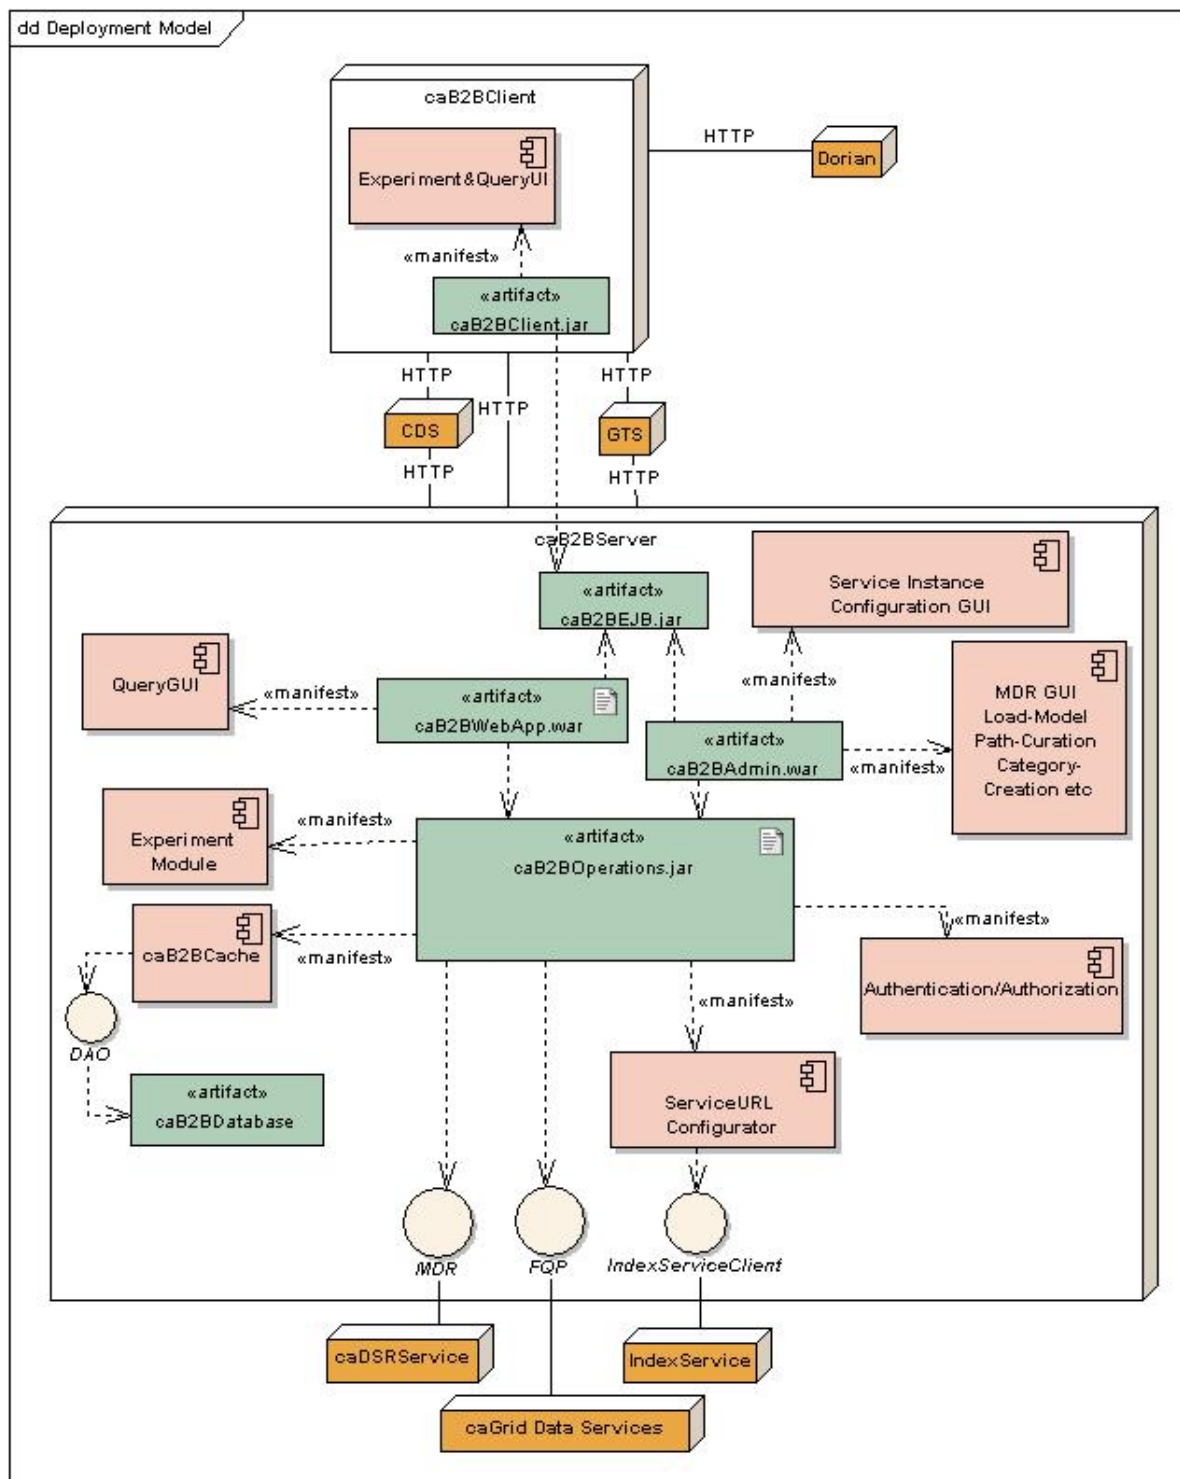 dd Deployment Model
caB2BClient
Experiment&QueryUI
HTTP
Dorian
«manifest»
«artifact»
caB2BClient.jar
HTTP
HTTP
HTTP
CDS
GTS
HTTP
HTTP
caB2BServer
«artifact»
caB2BEJB.jar
Service Instance
Configuration GUI
QueryGUI
«manifest»
«artifact»
caB2BWebApp.war
«manifest»
«artifact»
caB2BAdmin.war
«manifest»
MDR GUI
Load-Model
Path-Curation
Category-
Creation etc
Experiment
Module
«manifest»
«artifact»
caB2BOperations.jar
caB2BCache
«manifest»
«manifest»
Authentication/Authorization
DAO
«manifest»
«artifact»
caB2BDatabase
ServiceURL
Configurator
MDR
FQP
IndexServiceClient
caDSRService
IndexService
caGrid Data Services